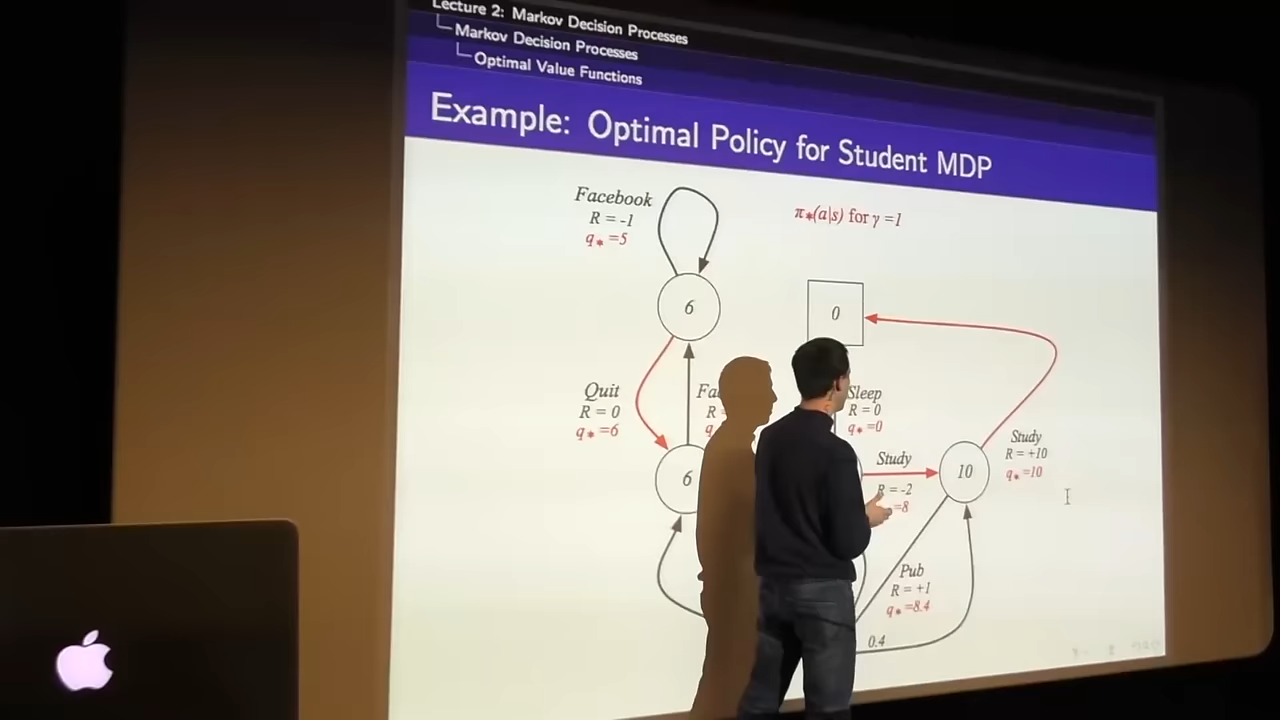 Lecture 2: Markov Decision Processes
Markov Decision Processes
Optimal Value Functions
Example: Optimal Policy for Student MDP
Facebook
R = -1
q* =5
π*(a|s) for γ =1
6
0
Quit
R = 0
q* =6
R
q
Sleep
R = 0
q* =0
6
Study
R = -2
=8
10
Study
R = +10
q* =10
Pub
R = +1
q* =8.4
0.4